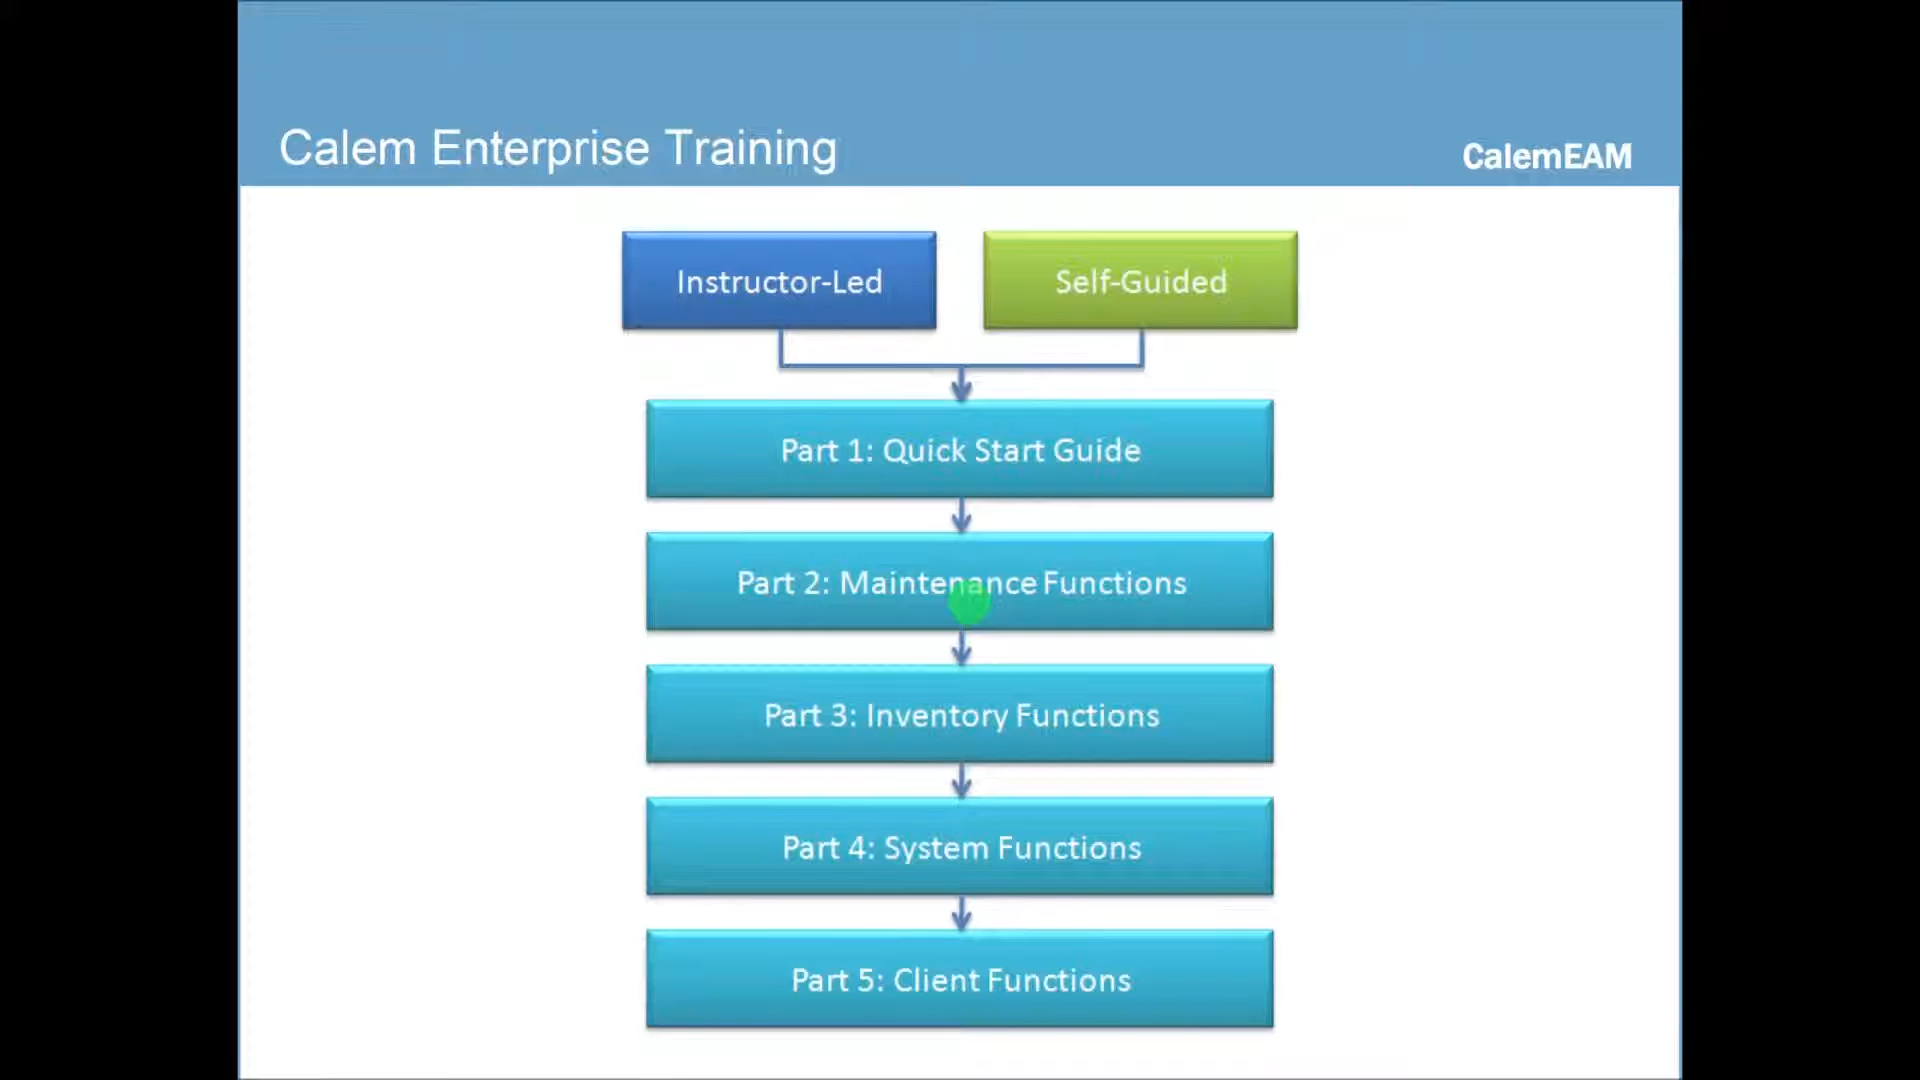 Calem Enterprise Training
CalemEAM
Instructor-Led
Self-Guided
Part 1: Quick Start Guide
Part 2: Maintenance Functions
Part 3: Inventory Functions
Part 4: System Functions
Part 5: Client Functions